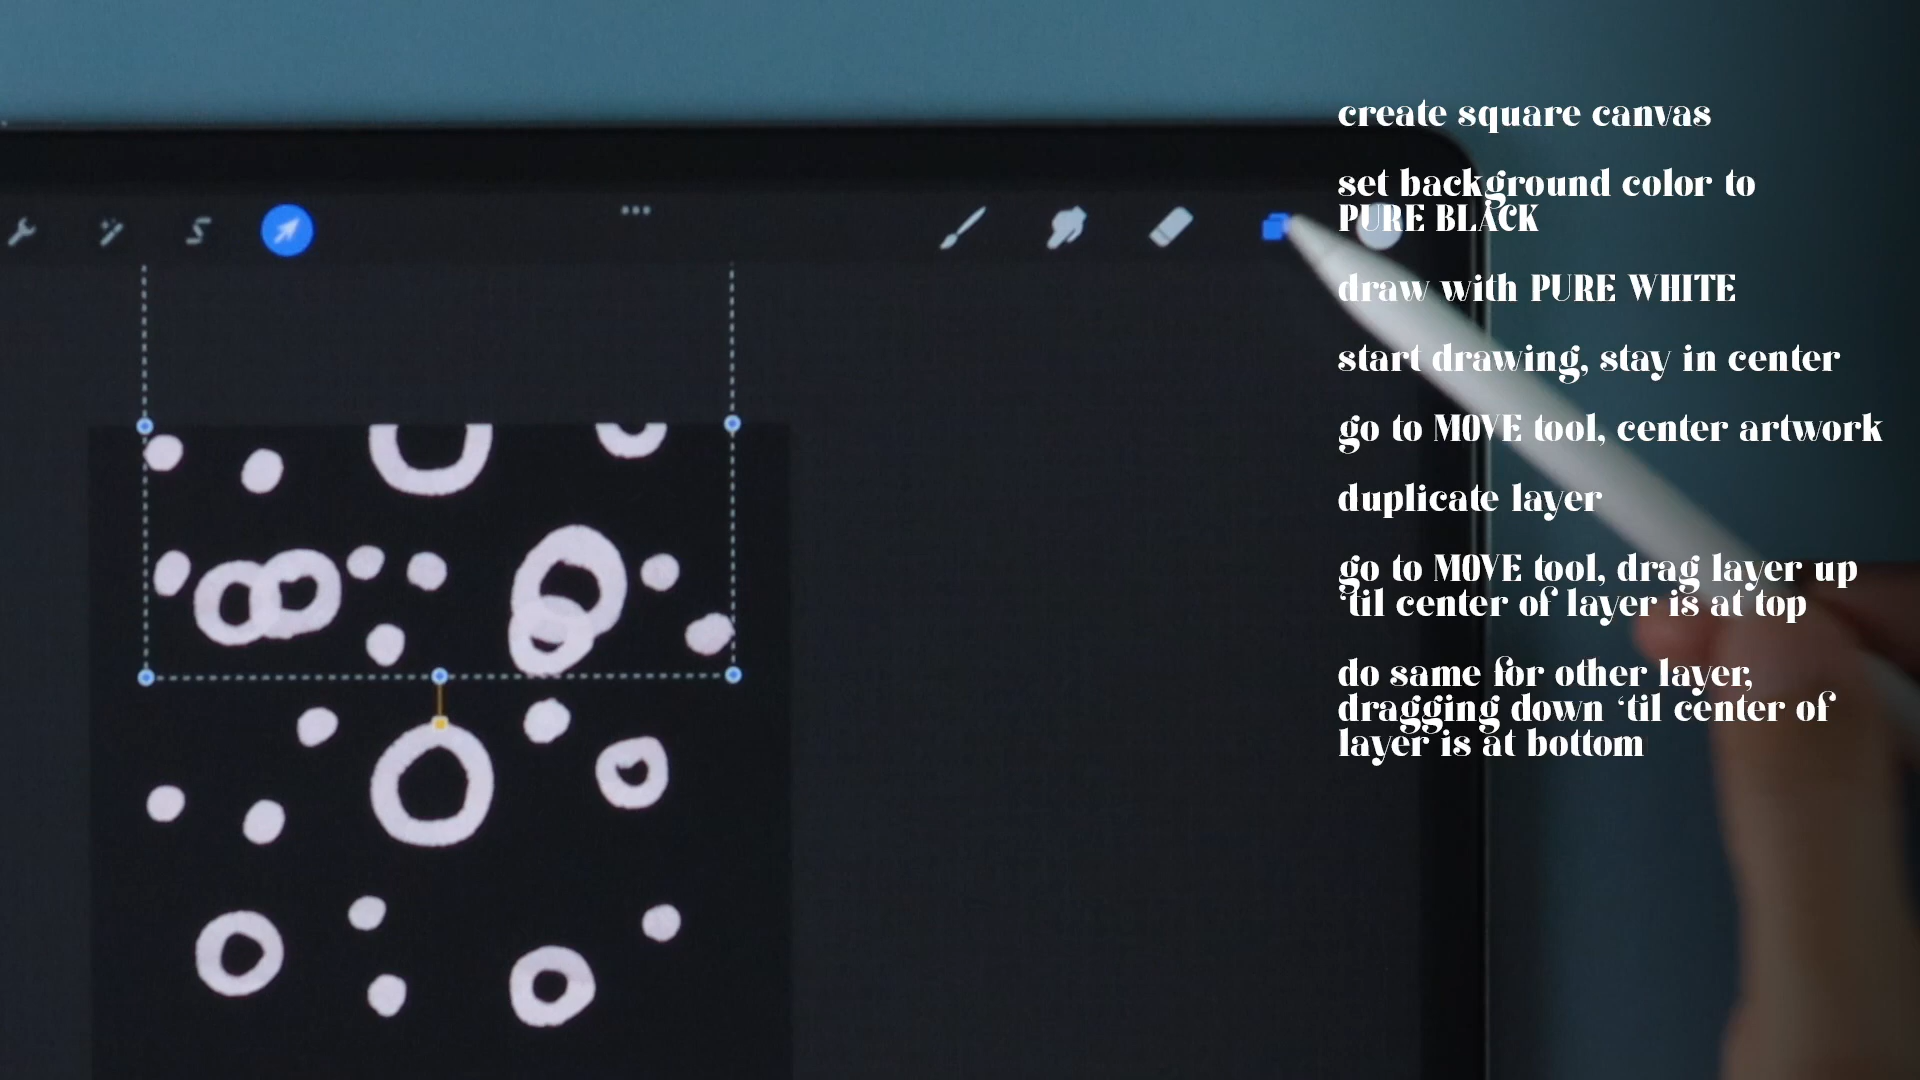 create square canvas
set background color to
PURE BLACK
draw with PURE WHITE
start drawing, stay in center
go to MOVE tool, center artwork
duplicate layer
go to MOVE tool, drag layer up
‘til center of layer is at top
do same for other layer,
dragging down ‘til center of
layer is at bottom